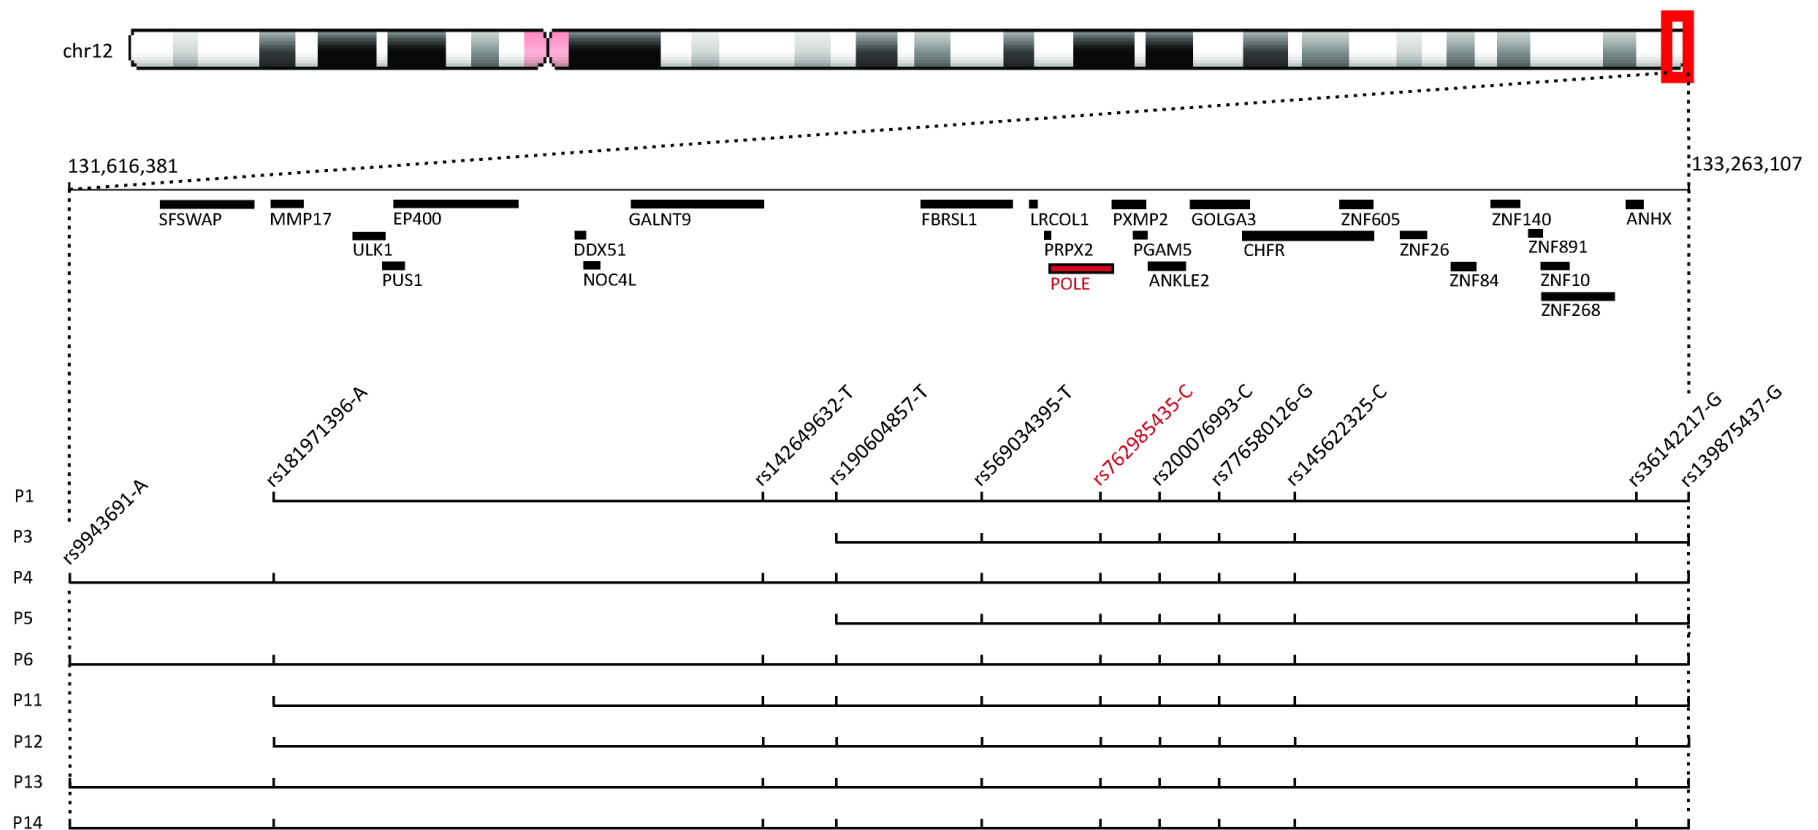 chr12
131,616,381
133,263,107
SFSWAP MMP17 EP400 GALNT9 FBRSL1 LRCOL1 PXMP2 GOLGA3 ZNF605 ZNF140 ANHX
ULK1 DDX51 PRPX2 PGAM5 CHFR ZNF26 ZNF891
PUS1 NOC4L POLE ANKLE2 ZNF84 ZNF10
ZNF268
rs9943691-A
rs181971396-A
rs142649632-T
rs190604857-T
rs569034395-T
rs762985435-C
rs200076993-C
rs776580126-G
rs145622325-C
rs36142217-G
rs139875437-G
P1
P3
P4
P5
P6
P11
P12
P13
P14